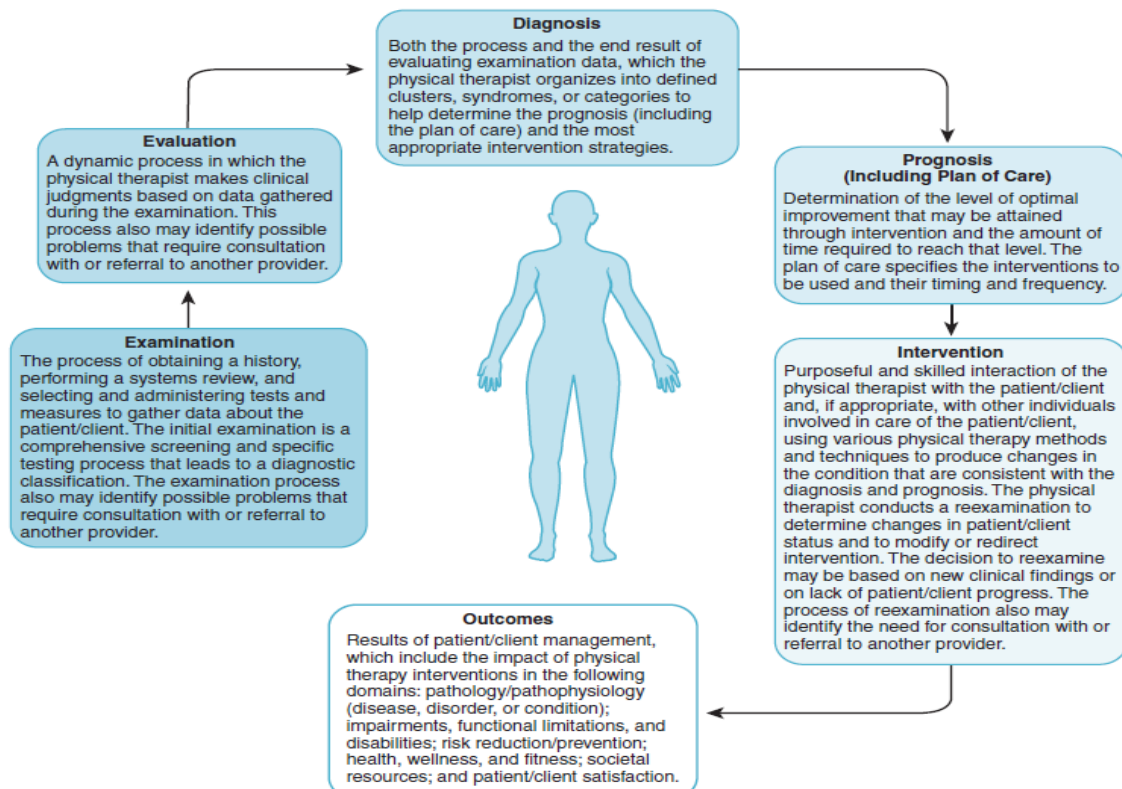 Diagnosis
Both the process and the end result of
evaluating examination data, which the
physical therapist organizes into defined
clusters, syndromes, or categories to
help determine the prognosis (including
the plan of care) and the most
appropriate intervention strategies.
Evaluation
A dynamic process in which the
physical therapist makes clinical
judgments based on data gathered
during the examination. This
process also may identify possible
problems that require consultation
with or referral to another provider.
Prognosis
(Including Plan of Care)
Determination of the level of optimal
improvement that may be attained
through intervention and the amount of
time required to reach that level. The
plan of care specifies the interventions to
be used and their timing and frequency.
Examination
The process of obtaining a history,
performing a systems review, and
selecting and administering tests and
measures to gather data about the
patient/client. The initial examination is a
comprehensive screening and specific
testing process that leads to a diagnostic
classification. The examination process
also may identify possible problems that
require consultation with or referral to
another provider.
Intervention
Purposeful and skilled interaction of the
physical therapist with the patient/client
and, if appropriate, with other individuals
involved in care of the patient/client,
using various physical therapy methods
and techniques to produce changes in
the condition that are consistent with the
diagnosis and prognosis. The physical
therapist conducts a reexamination to
determine changes in patient/client
status and to modify or redirect
intervention. The decision to reexamine
may be based on new clinical findings or
on lack of patient/client progress. The
process of reexamination also may
identify the need for consultation with or
referral to another provider.
Outcomes
Results of patient/client management,
which include the impact of physical
therapy interventions in the following
domains: pathology/pathophysiology
(disease, disorder, or condition);
impairments, functional limitations, and
disabilities; risk reduction/prevention;
health, wellness, and fitness; societal
resources; and patient/client satisfaction.